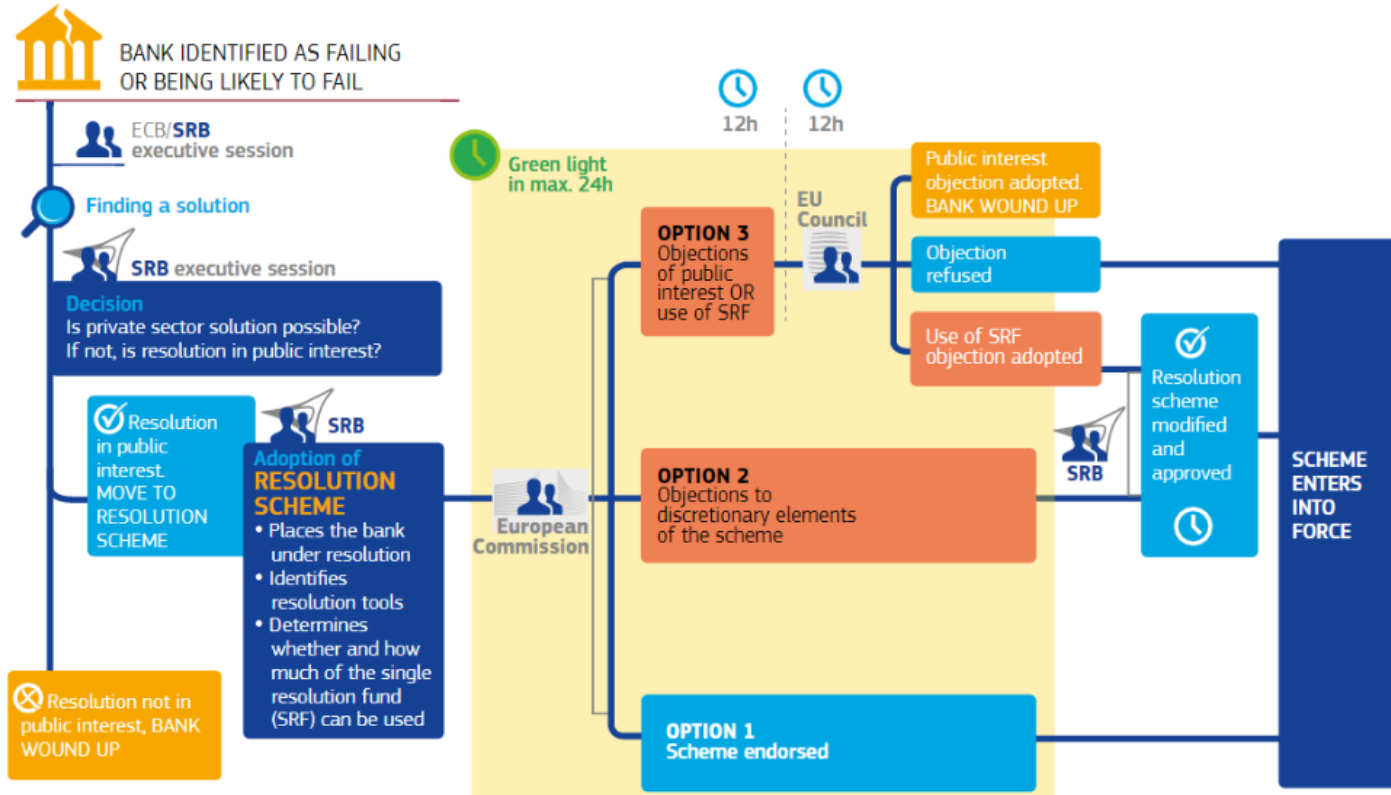 BANK IDENTIFIED AS FAILING
OR BEING LIKELY TO FAIL
ECB/SRB
executive session
Finding a solution
SRB executive session
Decision
Is private sector solution possible?
If not, is resolution in public interest?
Resolution
in public
interest.
MOVE TO
RESOLUTION
SCHEME
SRB
Adoption of
RESOLUTION
SCHEME
• Places the bank
under resolution
• Identifies
resolution tools
• Determines
whether and how
much of the single
resolution fund
(SRF) can be used
Resolution not in
public interest, BANK
WOUND UP
12h
12h
Green light
in max. 24h
European
Commission
OPTION 3
Objections
of public
interest OR
use of SRF
EU
Council
Public interest
objection adopted.
BANK WOUND UP
Objection
refused
Use of SRF
objection adopted
OPTION 2
Objections to
discretionary elements
of the scheme
SRB
Resolution
scheme
modified
and
approved
OPTION 1
Scheme endorsed
SCHEME
ENTERS
INTO
FORCE